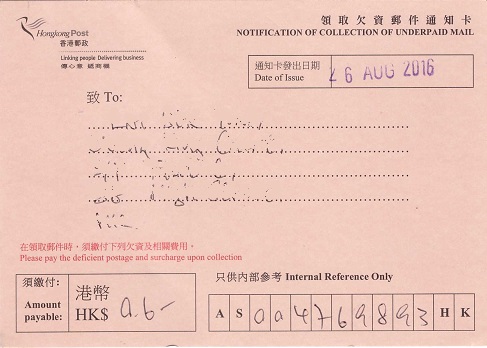 Hongkong Post
香港郵政
Linking people Delivering business
傳心意 遞商機
領取欠資郵件通知卡
NOTIFICATION OF COLLECTION OF UNDERPAID MAIL
通知卡發出日期
Date of Issue
26 AUG 2016
致 To:
在領取郵件時，須繳付下列欠資及相關費用。
Please pay the deficient postage and surcharge upon collection
須繳付:
Amount payable:
港幣
HK$ 9.6-
只供內部參考 Internal Reference Only
A S 0 0 4 7 6 9 8 9 3 H K